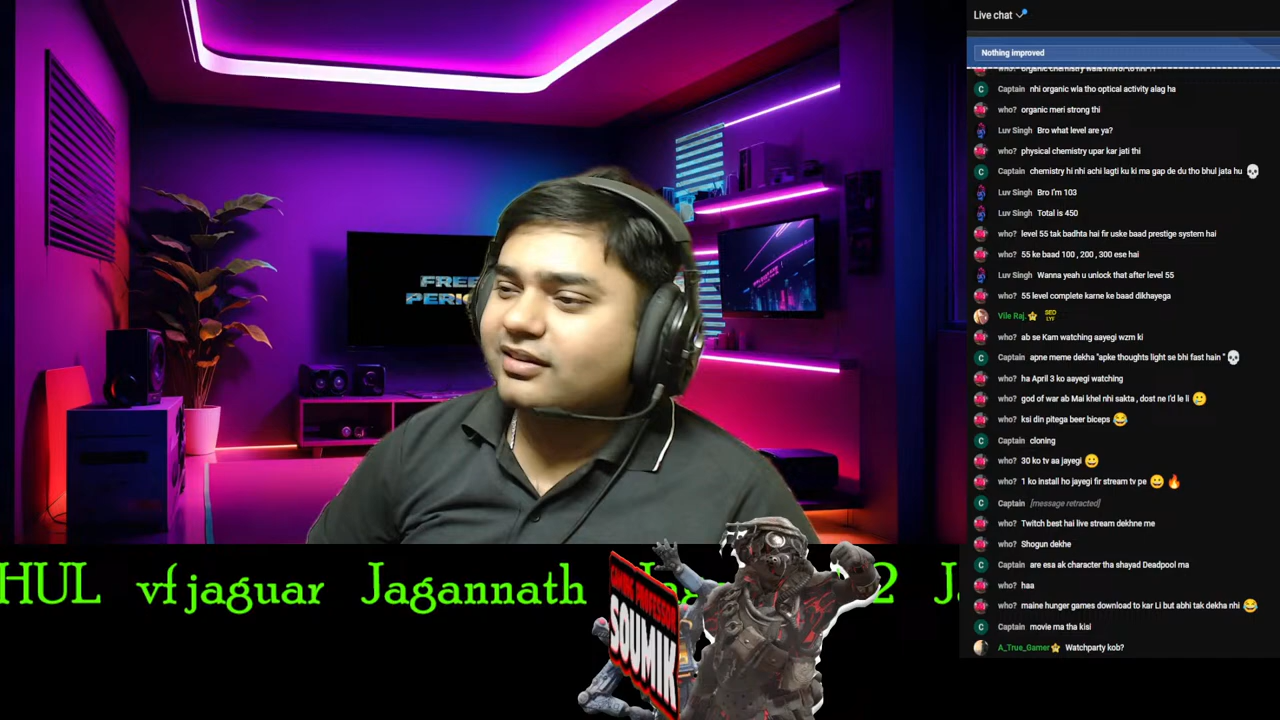 Live chat
Nothing improved
Captain nhi organic wla tho optical activity alag ha
who? organic meri strong thi
Luv Singh Bro what level are ya?
who? physical chemistry upar kar jati thi
Captain chemistry hi nhi achi lagti ku ki ma gap de du tho bhul jata hu 💀
Luv Singh Bro I'm 103
Luv Singh Total is 450
who? level 55 tak badhta hai fir uske baad prestige system hai
who? 55 ke baad 100 , 200 , 300 ese hai
Luv Singh Wanna yeah u unlock that after level 55
who? 55 level complete karne ke baad dikhayega
Vile Raj. SED LYF
who? ab se Kam watching aayegi wzm ki
Captain apne meme dekha "apke thoughts light se bhi fast hain " 💀
who? ha April 3 ko aayegi watching
who? god of war ab Mai khel nhi sakta , dost ne I'd le li 🥲
who? ksi din pitega beer biceps 😂
Captain cloning
who? 30 ko tv aa jayegi 😀
who? 1 ko install ho jayegi fir stream tv pe 😀 🔥
Captain [message retracted]
who? Twitch best hai live stream dekhne me
who? Shogun dekhe
Captain are esa ak character tha shayad Deadpool ma
who? haa
who? maine hunger games download to kar Li but abhi tak dekha nhi 😂
Captain movie ma tha kisi
A_True_Gamer Watchparty kob?
FREE
PERIO
HUL vf jaguar Jagannath Ja 2 J
GAMING PROFESSOR
SOUMIK